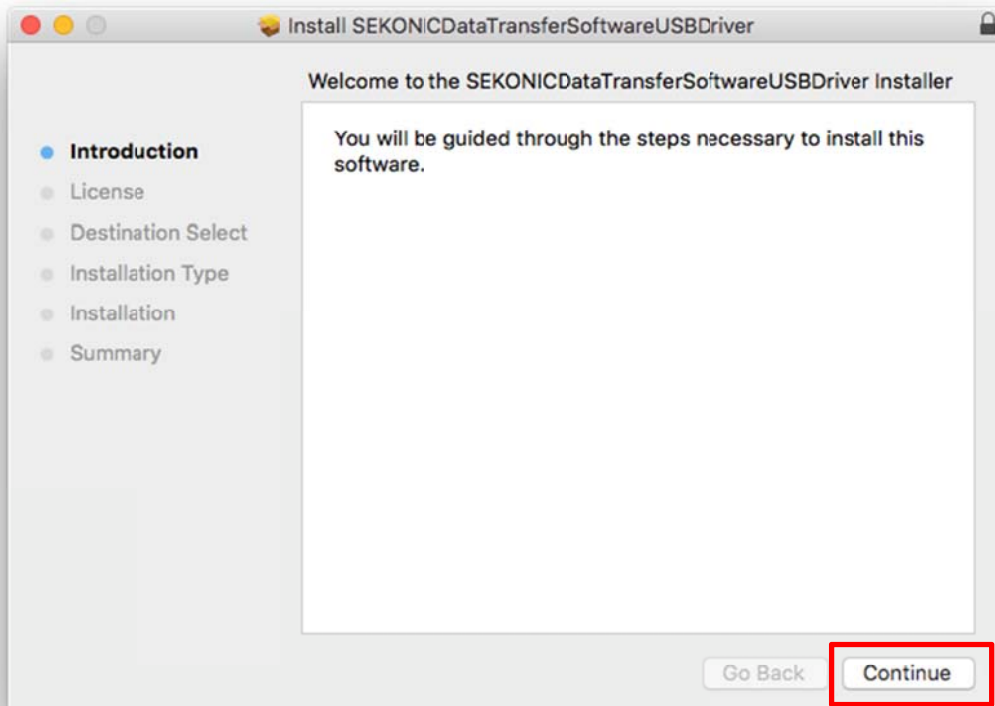 Install SEKONICDataTransferSoftwareUSBDriver
Welcome to the SEKONICDataTransferSoftwareUSBDriver Installer
Introduction
License
Destination Select
Installation Type
Installation
Summary
You will be guided through the steps necessary to install this
software.
Go Back
Continue